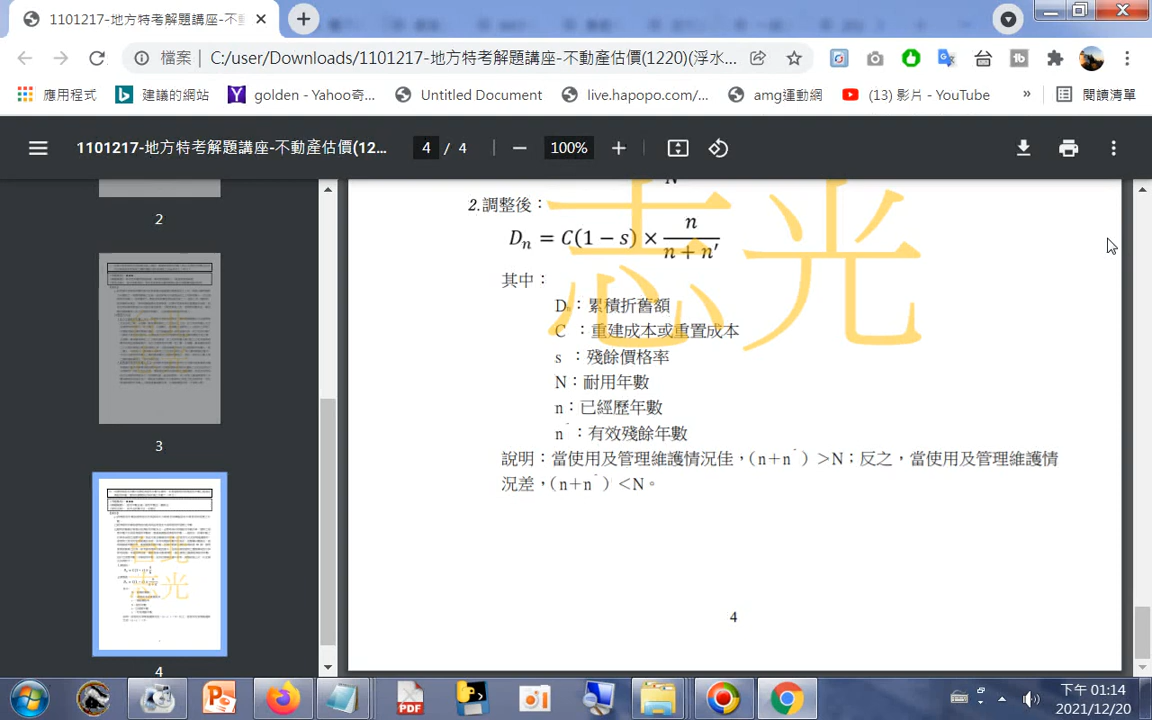 1101217-地方特考解題講座-不
檔案
C:/user/Downloads/1101217-地方特考解題講座-不動產估價(1220)(浮水...
應用程式
建議的網站
golden - Yahoo奇...
Untitled Document
live.hapopo.com/...
amg運動網
(13) 影片 - YouTube
»
閱讀清單
1101217-地方特考解題講座-不動產估價(12...
4 / 4
100%
2
3
4
N
2.調整後：
Dn = C(1 − s) × n / (n + n′)
其中：
Dn：累積折舊額
C ：重建成本或重置成本
s ：殘餘價格率
N：耐用年數
n：已經歷年數
n′：有效殘餘年數
說明：當使用及管理維護情況佳，（n＋n′）＞N；反之，當使用及管理維護情
況差，（n＋n′）＜N。
志光
4
PDF
下午 01:14
2021/12/20